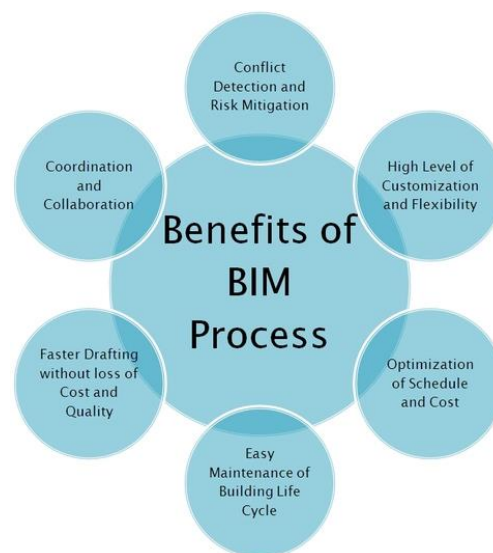 Conflict
Detection and
Risk Mitigation
High Level of
Customization
and Flexibility
Optimization
of Schedule
and Cost
Easy
Maintenance of
Building Life
Cycle
Faster Drafting
without loss of
Cost and
Quality
Coordination
and
Collaboration
Benefits of
BIM
Process